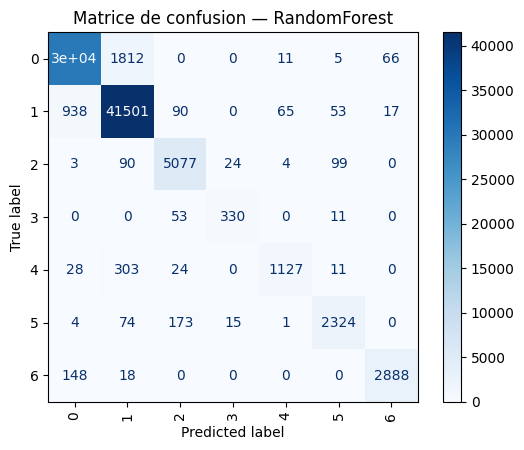 Matrice de confusion — RandomForest
0 3e+04 1812 0 0 11 5 66
1 938 41501 90 0 65 53 17
2 3 90 5077 24 4 99 0
3 0 0 53 330 0 11 0
4 28 303 24 0 1127 11 0
5 4 74 173 15 1 2324 0
6 148 18 0 0 0 0 2888
0 1 2 3 4 5 6
True label
Predicted label
40000
35000
30000
25000
20000
15000
10000
5000
0